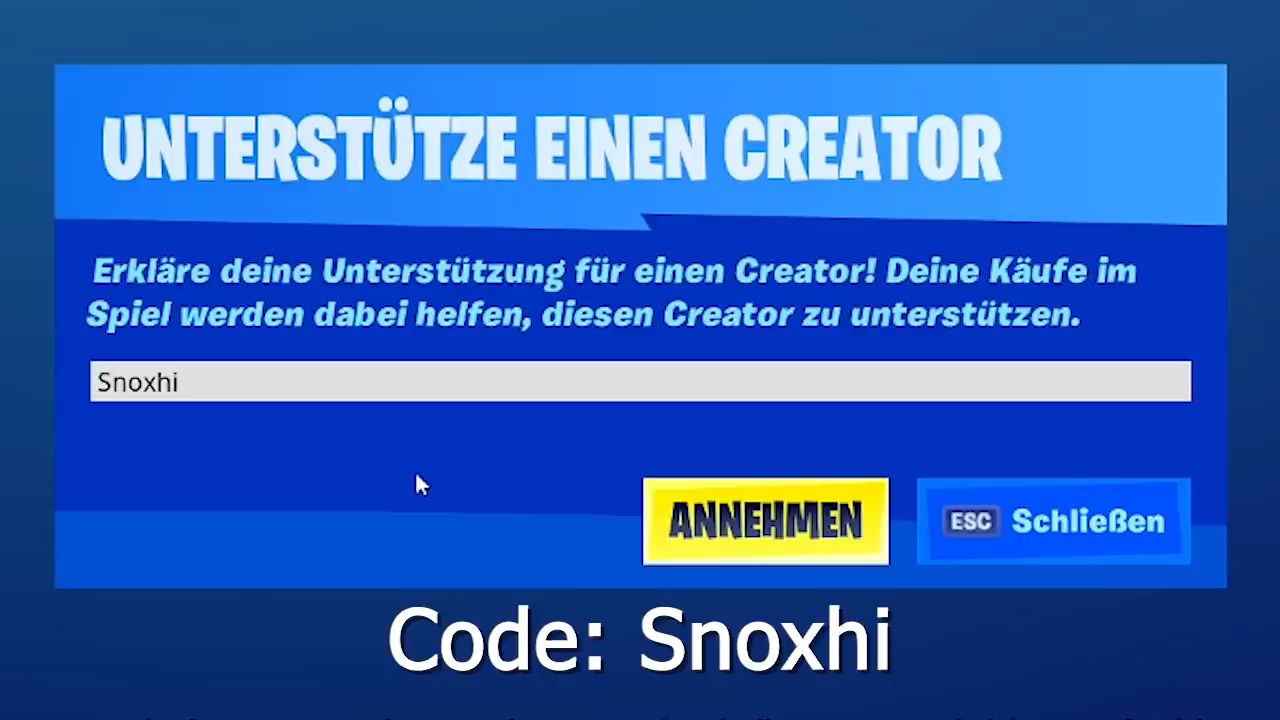 UNTERSTÜTZE EINEN CREATOR
Erkläre deine Unterstützung für einen Creator! Deine Käufe im
Spiel werden dabei helfen, diesen Creator zu unterstützen.
Snoxhi
ANNEHMEN
ESC Schließen
Code: Snoxhi